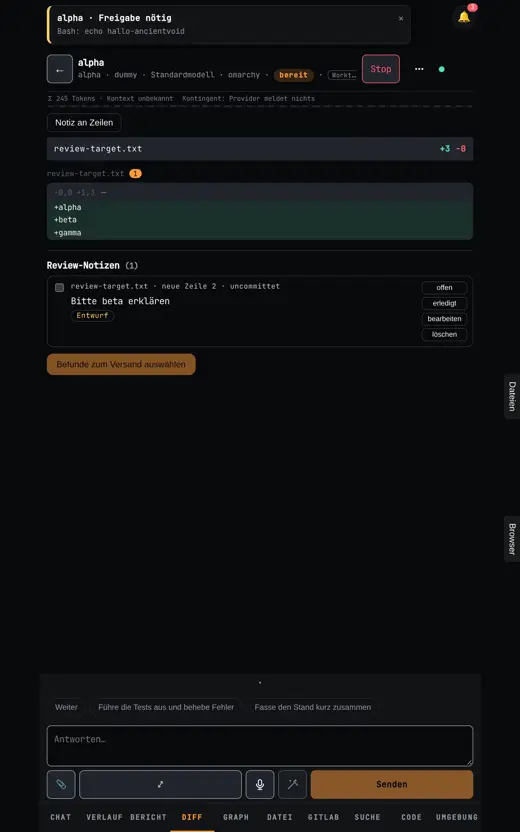 alpha · Freigabe nötig
×
Bash: echo hallo-ancientvoid
3
←
alpha
alpha · dummy · Standardmodell · omarchy · bereit · Workt…
Stop
Σ 245 Tokens · Kontext unbekannt Kontingent: Provider meldet nichts
Notiz an Zeilen
review-target.txt +3 -0
review-target.txt 1
-0,0 +1,3 —
+alpha
+beta
+gamma
Review-Notizen (1)
review-target.txt · neue Zeile 2 · uncommittet
Bitte beta erklären
Entwurf
offen
erledigt
bearbeiten
löschen
Befunde zum Versand auswählen
Dateien
Browser
Weiter
Führe die Tests aus und behebe Fehler
Fasse den Stand kurz zusammen
Antworten…
Senden
CHAT VERLAUF BERICHT DIFF GRAPH DATEI GITLAB SUCHE CODE UMGEBUNG